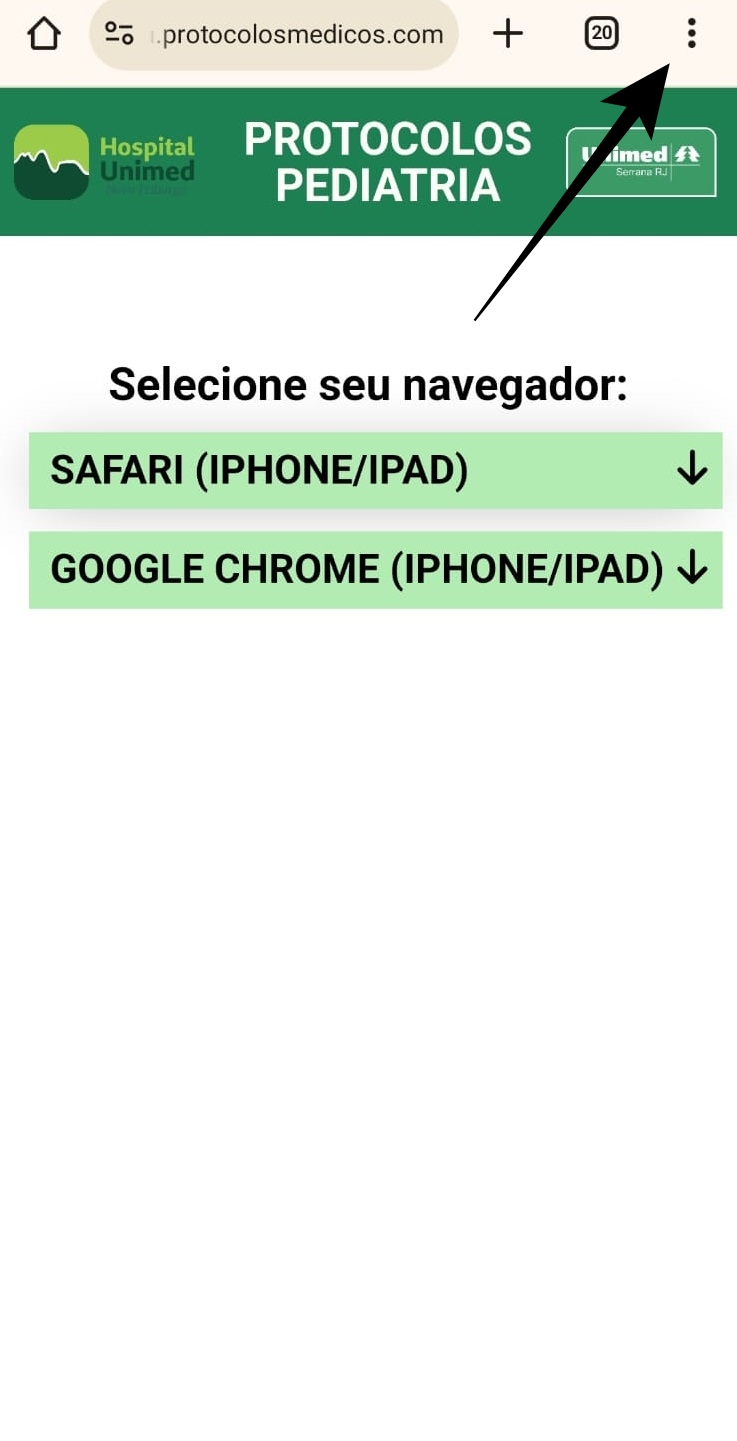 .protocolosmedicos.com
20
Hospital
Unimed
PROTOCOLOS
PEDIATRIA
Unimed
Serrana RJ
Selecione seu navegador:
SAFARI (IPHONE/IPAD)
GOOGLE CHROME (IPHONE/IPAD)